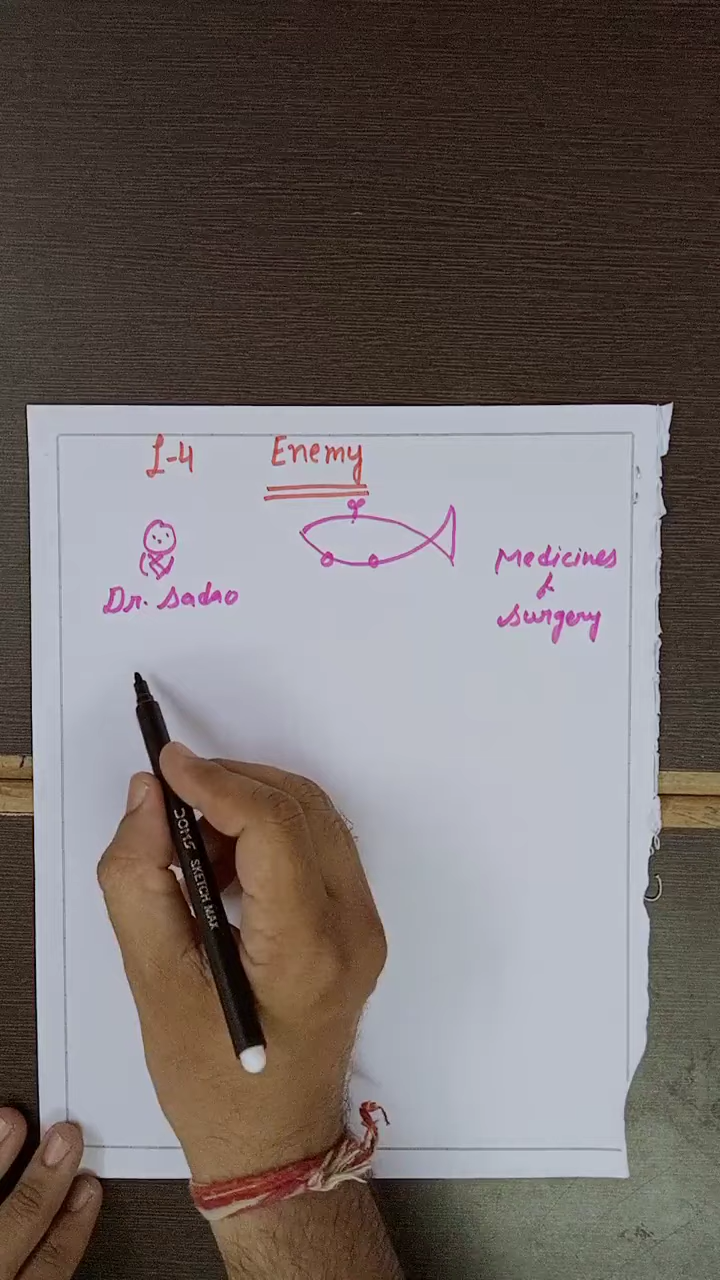 L-4 Enemy
Dr. Sadao
Medicines
&
surgery
DOMS SKETCH MAX